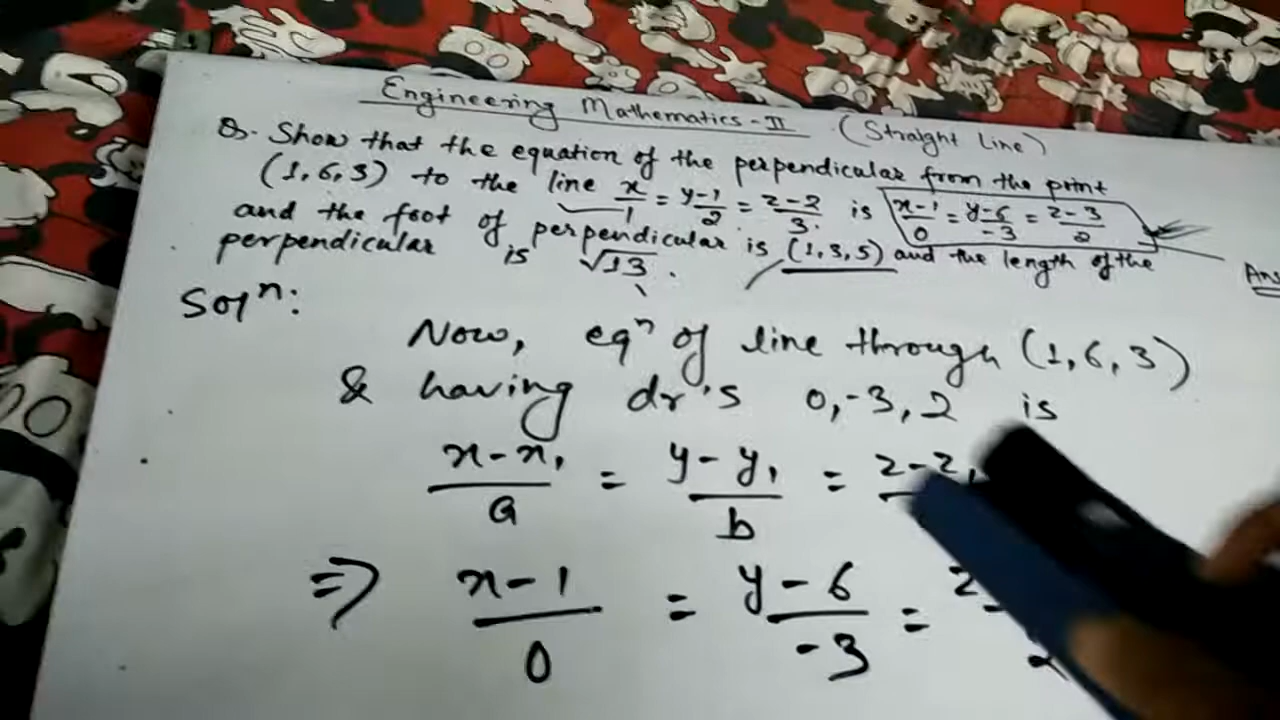 Engineering Mathematics-II (Straight Line)
Q. Show that the equation of the perpendicular from the point
(1,6,3) to the line x/1 = y-1/2 = z-2/3. is x-1/0 = y-6/-3 = z-3/2
and the foot of perpendicular is (1,3,5) and the length of the
perpendicular is √13.
Ans
Solⁿ:
Now, eqⁿ of line through (1,6,3)
& having dr's 0,-3,2 is
x-x₁/a = y-y₁/b = z-z₁
⇒ x-1/0 = y-6/-3 = z-